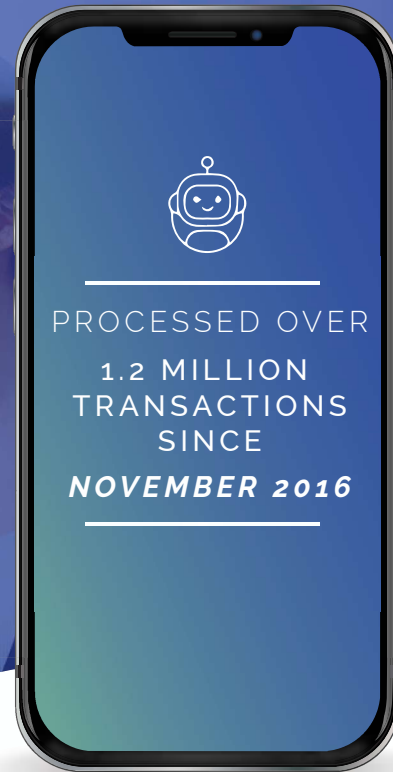 PROCESSED OVER
1.2 MILLION
TRANSACTIONS
SINCE
NOVEMBER 2016